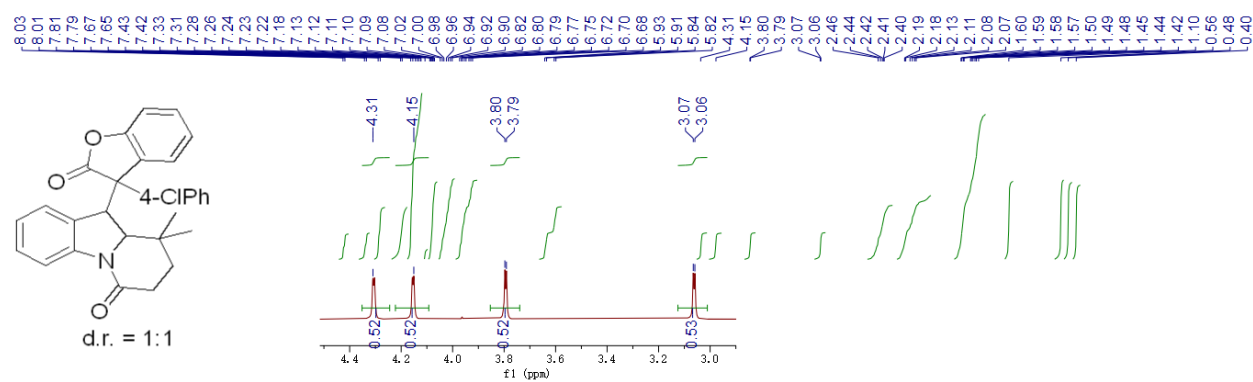 8.03 8.01 7.81 7.79 7.67 7.65 7.43 7.42 7.33 7.31 7.28 7.26 7.24 7.23 7.22 7.18 7.13 7.12 7.11 7.10 7.09 7.08 7.02 7.00 6.98 6.96 6.94 6.92 6.90 6.82 6.80 6.79 6.77 6.75 6.72 6.70 6.68 5.93 5.91 5.84 5.82 4.31 4.15 3.80 3.79 3.07 3.06 2.46 2.44 2.42 2.41 2.40 2.19 2.18 2.13 2.11 2.08 2.07 1.60 1.59 1.58 1.57 1.50 1.49 1.48 1.45 1.44 1.42 1.10 0.56 0.48 0.40
4.31 4.15 3.80 3.79 3.07 3.06
O
O
4-ClPh
N
O
d.r. = 1:1
0.52 0.52 0.52 0.53
4.4 4.2 4.0 3.8 3.6 3.4 3.2 3.0
f1 (ppm)